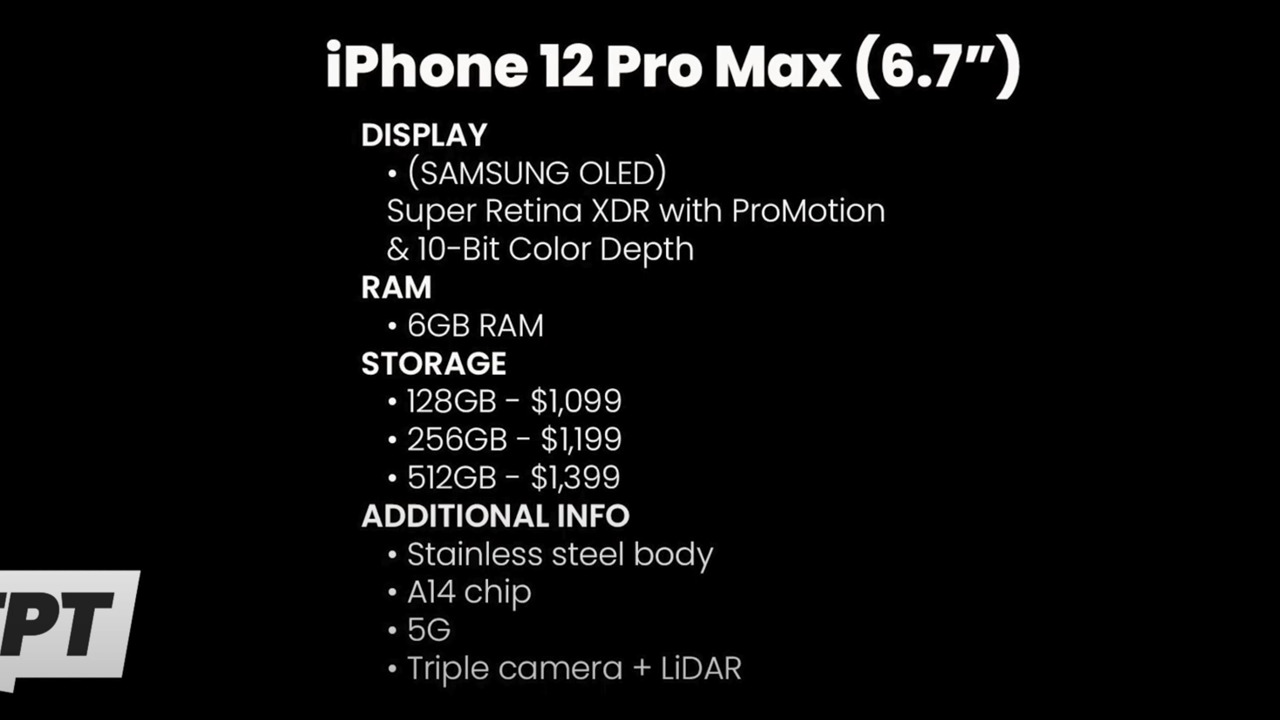 iPhone 12 Pro Max (6.7”)
DISPLAY
• (SAMSUNG OLED)
Super Retina XDR with ProMotion
& 10-Bit Color Depth
RAM
• 6GB RAM
STORAGE
• 128GB - $1,099
• 256GB - $1,199
• 512GB - $1,399
ADDITIONAL INFO
• Stainless steel body
• A14 chip
• 5G
• Triple camera + LiDAR